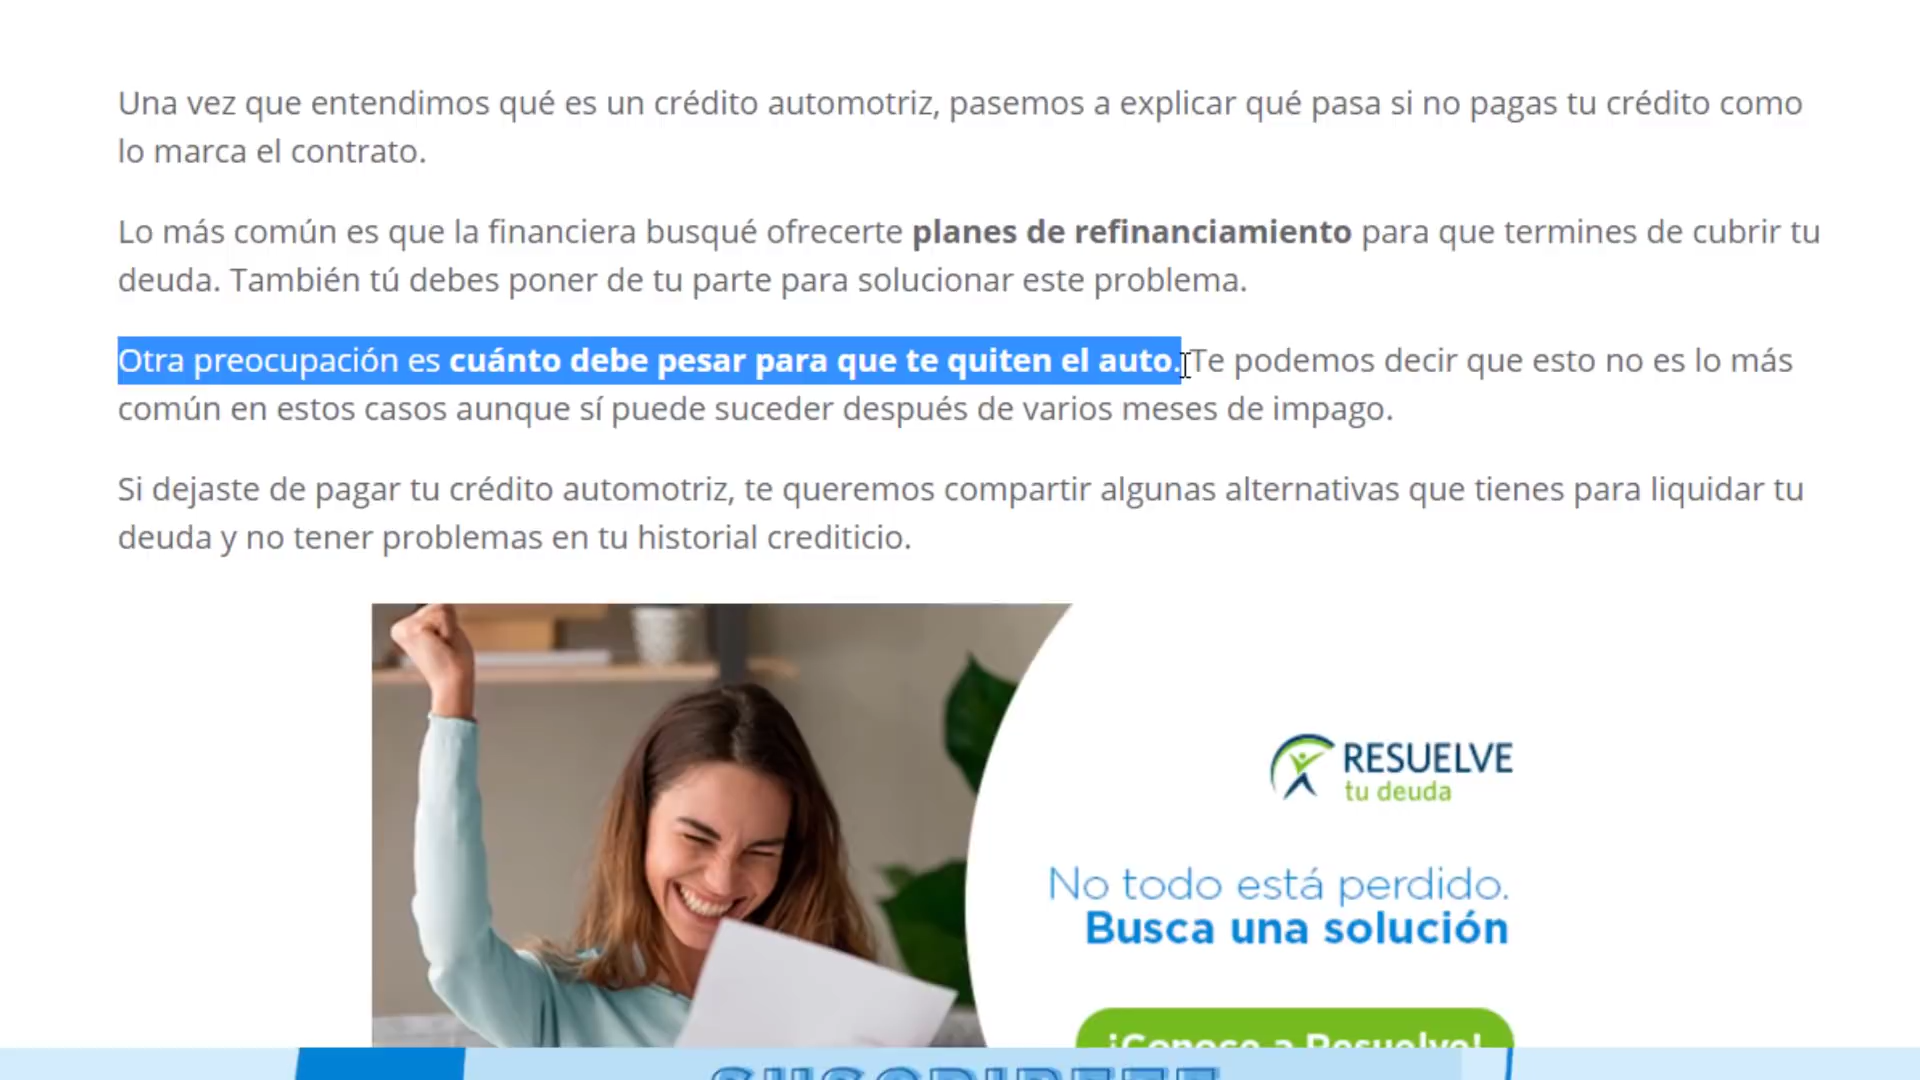 Una vez que entendimos qué es un crédito automotriz, pasemos a explicar qué pasa si no pagas tu crédito como
lo marca el contrato.
Lo más común es que la financiera busqué ofrecerte planes de refinanciamiento para que termines de cubrir tu
deuda. También tú debes poner de tu parte para solucionar este problema.
Otra preocupación es cuánto debe pesar para que te quiten el auto. Te podemos decir que esto no es lo más
común en estos casos aunque sí puede suceder después de varios meses de impago.
Si dejaste de pagar tu crédito automotriz, te queremos compartir algunas alternativas que tienes para liquidar tu
deuda y no tener problemas en tu historial crediticio.
RESUELVE
tu deuda
No todo está perdido.
Busca una solución
¡Conoce a Resuelve!
SUSCRIBETE